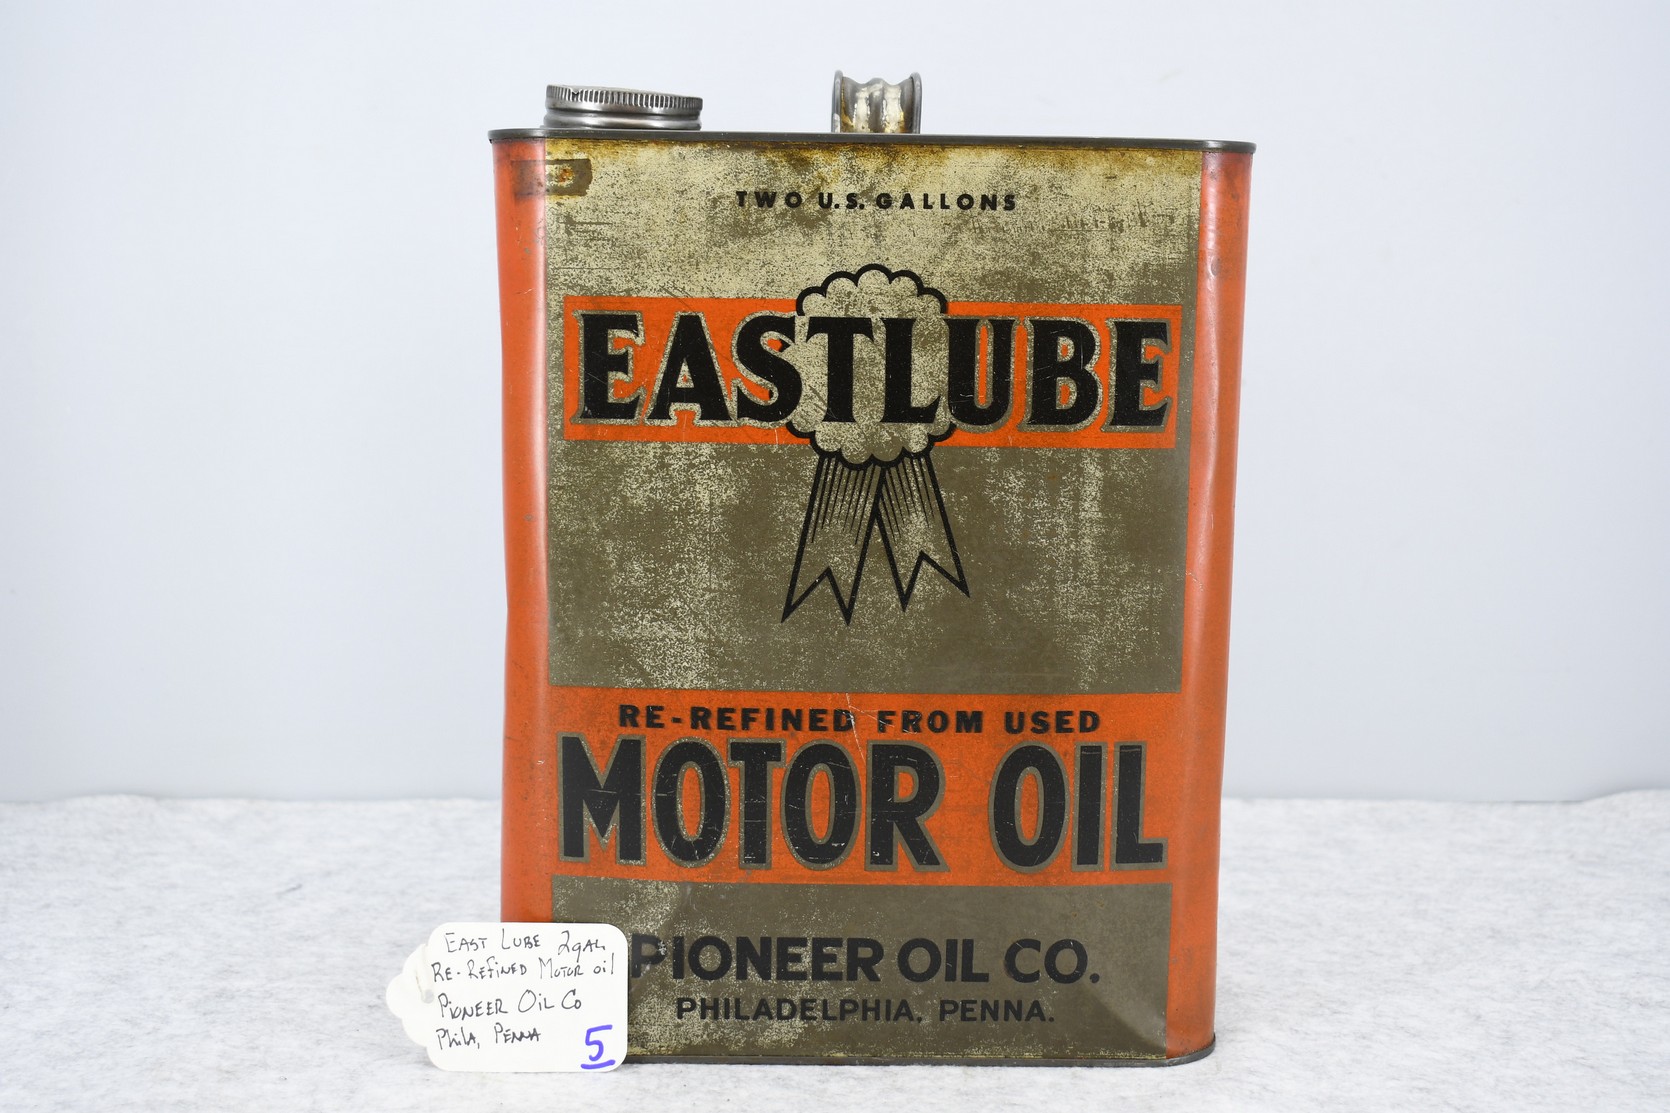 TWO U.S. GALLONS
EASTLUBE
RE-REFINED FROM USED
MOTOR OIL
PIONEER OIL CO.
PHILADELPHIA, PENNA.
EAST LUBE 2gAL
RE-REFINED MOTOR oil
PIONEER OIL CO
PhilA, PENNA
5